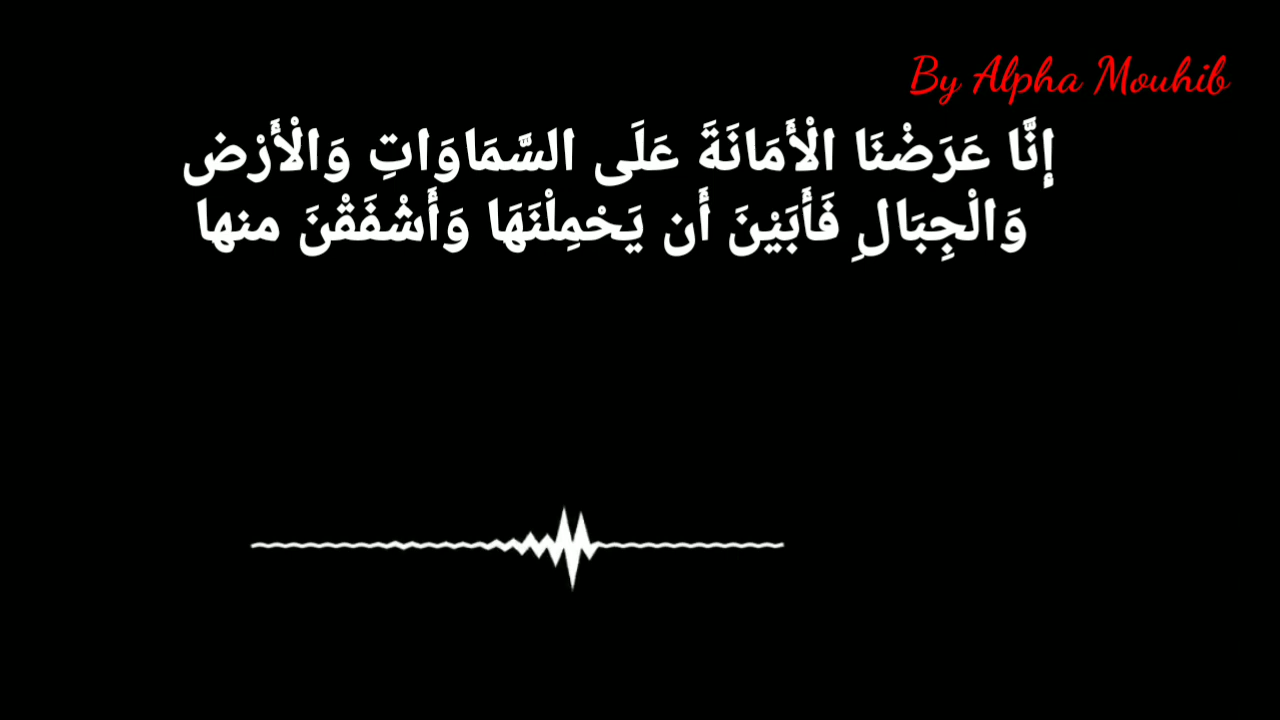 By Alpha Mouhib
إِنَّا عَرَضْنَا الْأَمَانَةَ عَلَى السَّمَاوَاتِ وَالْأَرْض
وَالْجِبَالِ فَأَبَيْنَ أَن يَحْمِلْنَهَا وَأَشْفَقْنَ منها